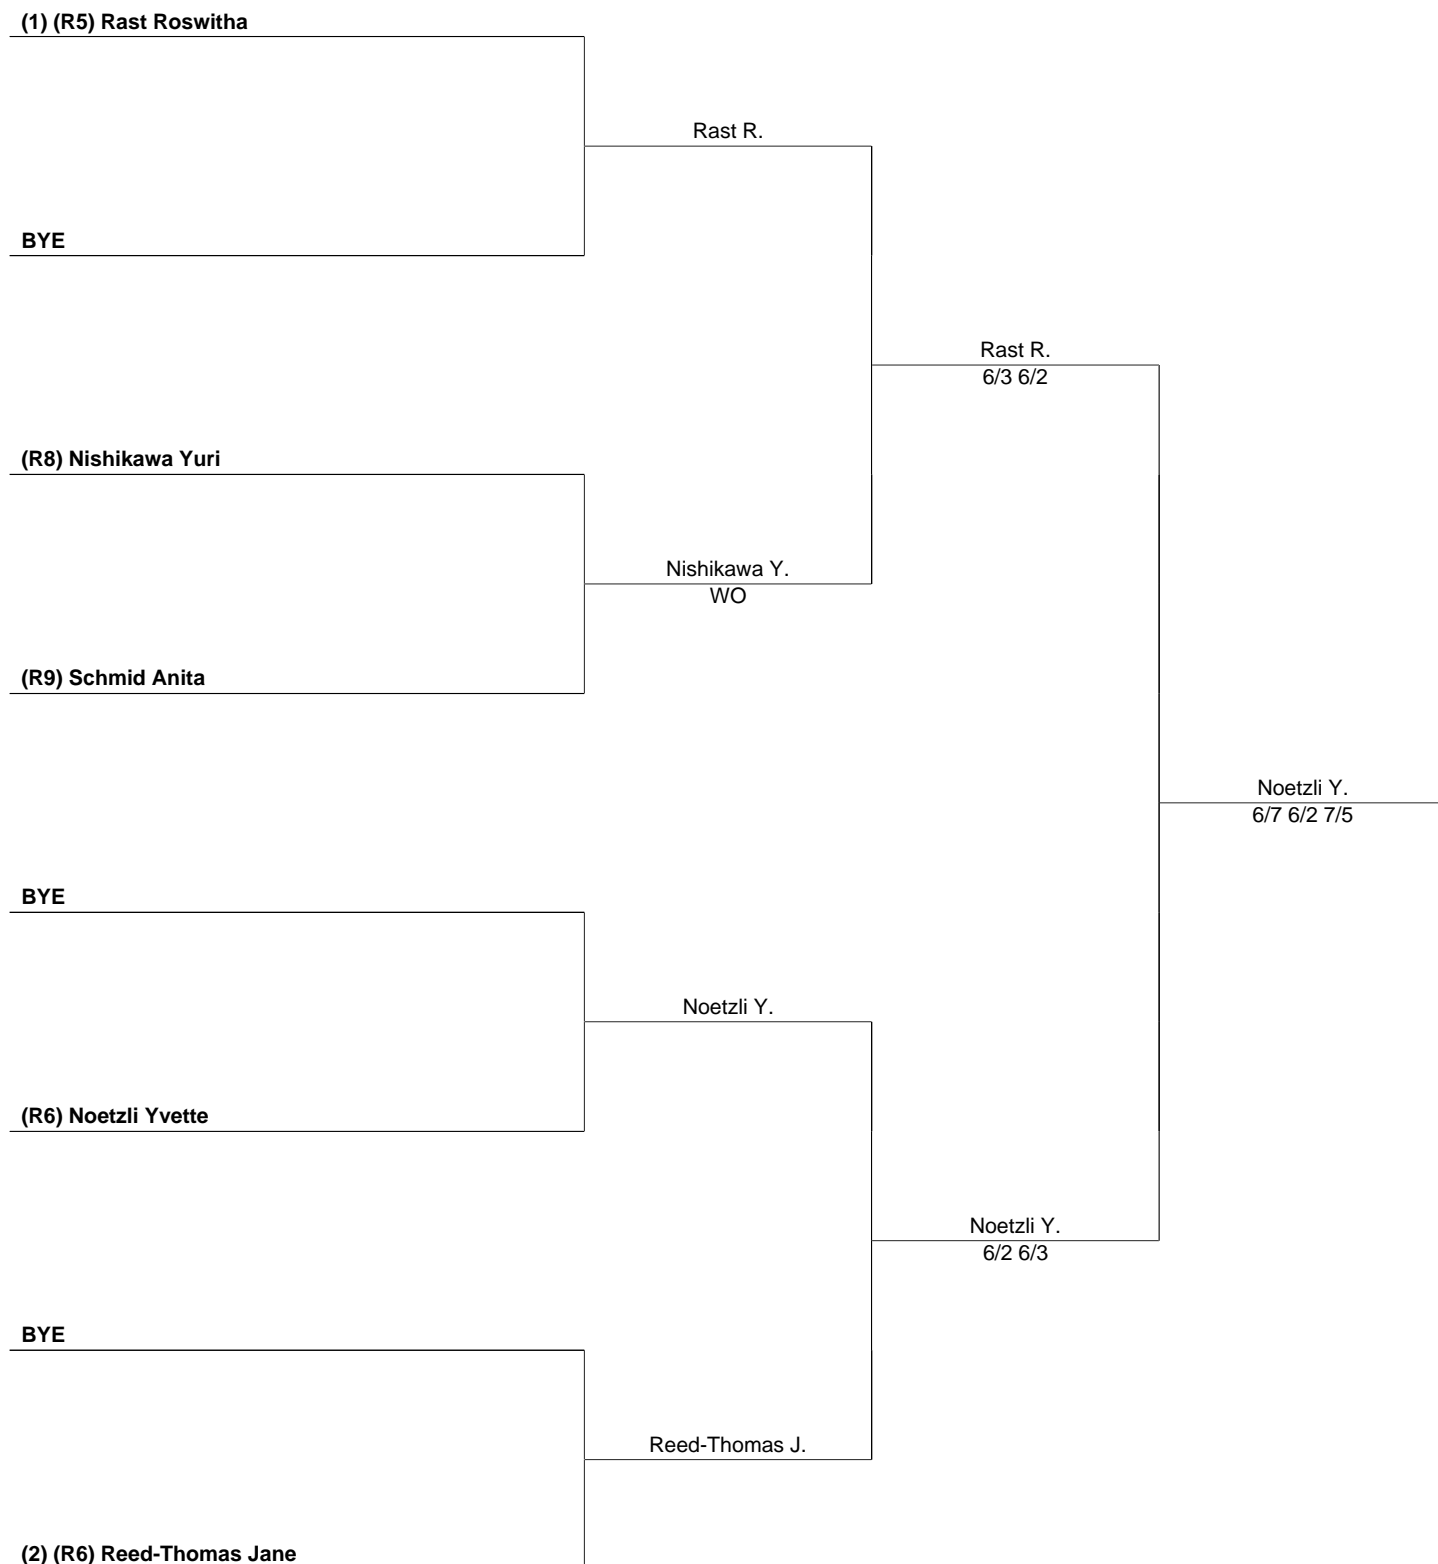 (1) (R5) Rast Roswitha
Rast R.
BYE
Rast R.
6/3 6/2
(R8) Nishikawa Yuri
Nishikawa Y.
WO
(R9) Schmid Anita
Noetzli Y.
6/7 6/2 7/5
BYE
Noetzli Y.
(R6) Noetzli Yvette
Noetzli Y.
6/2 6/3
BYE
Reed-Thomas J.
(2) (R6) Reed-Thomas Jane